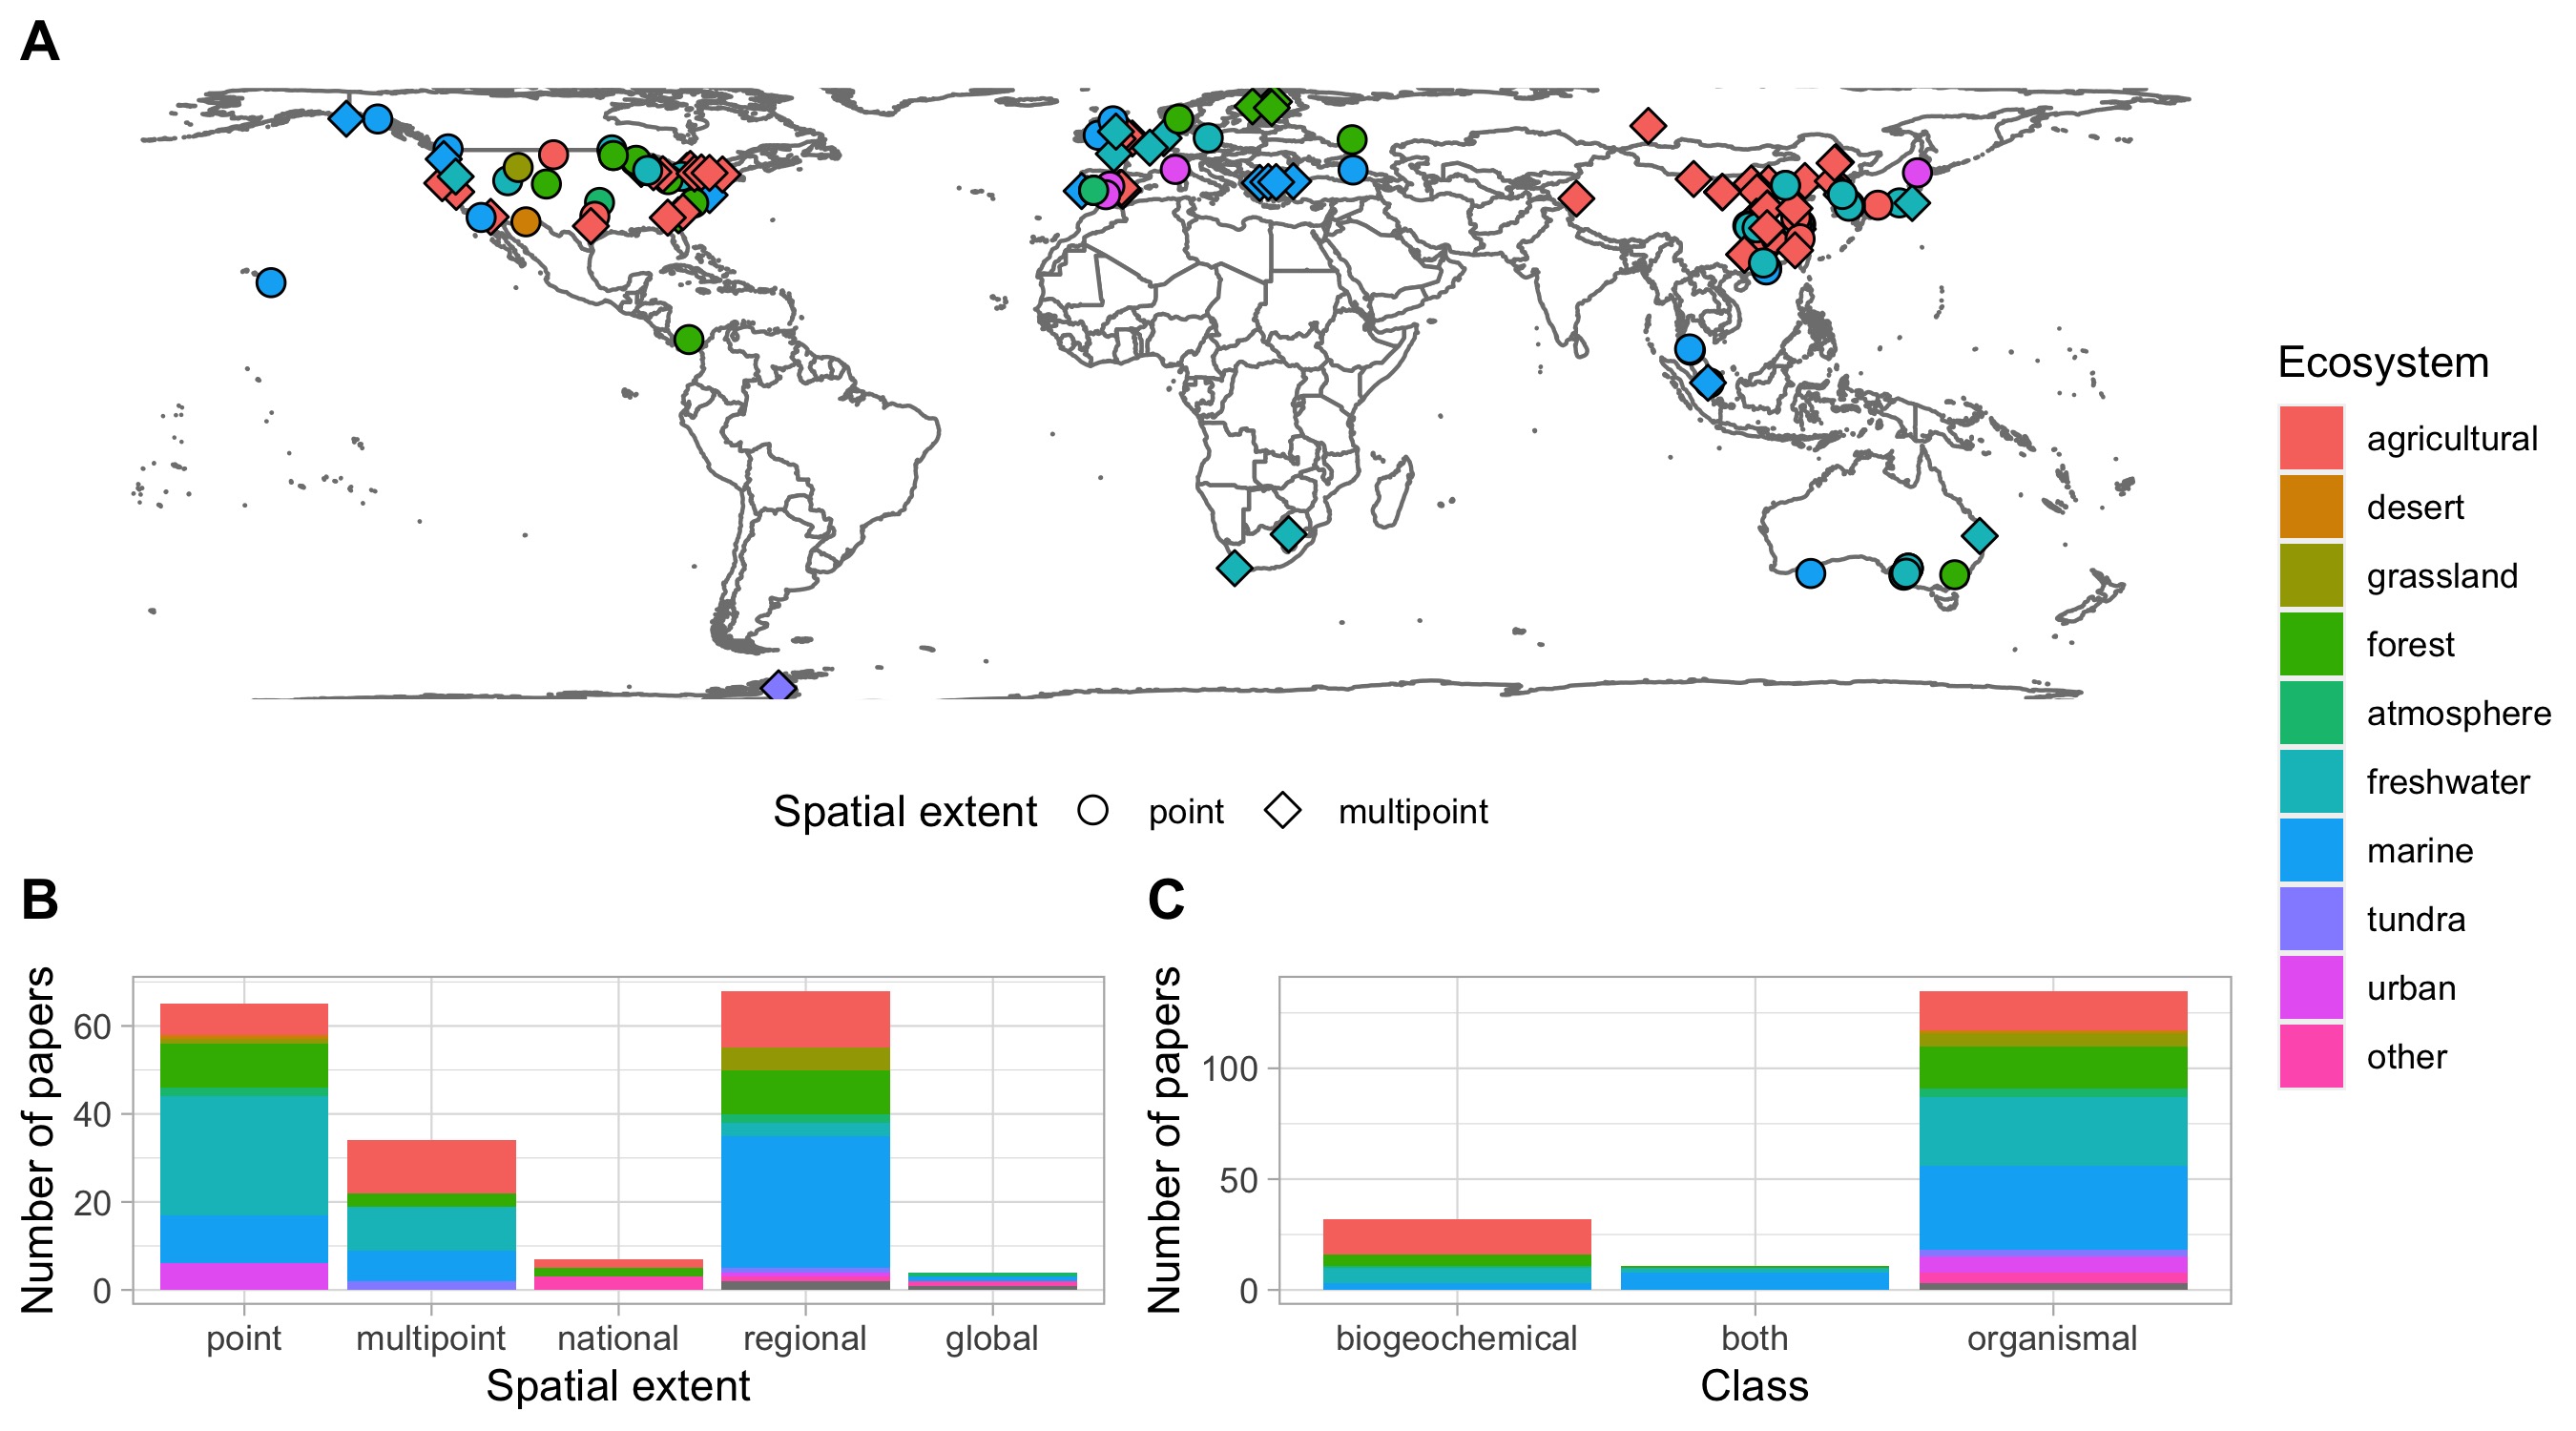 A
Ecosystem
agricultural
desert
grassland
forest
atmosphere
freshwater
marine
tundra
urban
other
Spatial extent point multipoint
B
Number of papers
60
40
20
0
point multipoint national regional global
Spatial extent
C
Number of papers
100
50
0
biogeochemical both organismal
Class